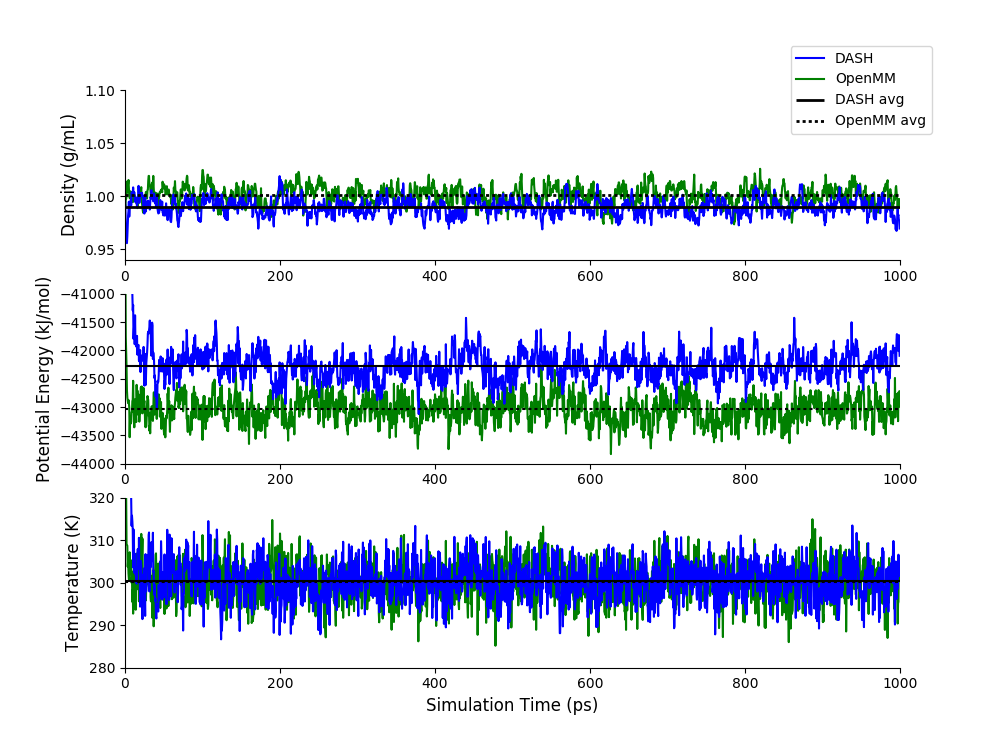 DASH
OpenMM
DASH avg
OpenMM avg
Density (g/mL)
1.10
1.05
1.00
0.95
0 200 400 600 800 1000
Potential Energy (kJ/mol)
−41000
−41500
−42000
−42500
−43000
−43500
−44000
0 200 400 600 800 1000
Temperature (K)
320
310
300
290
280
0 200 400 600 800 1000
Simulation Time (ps)